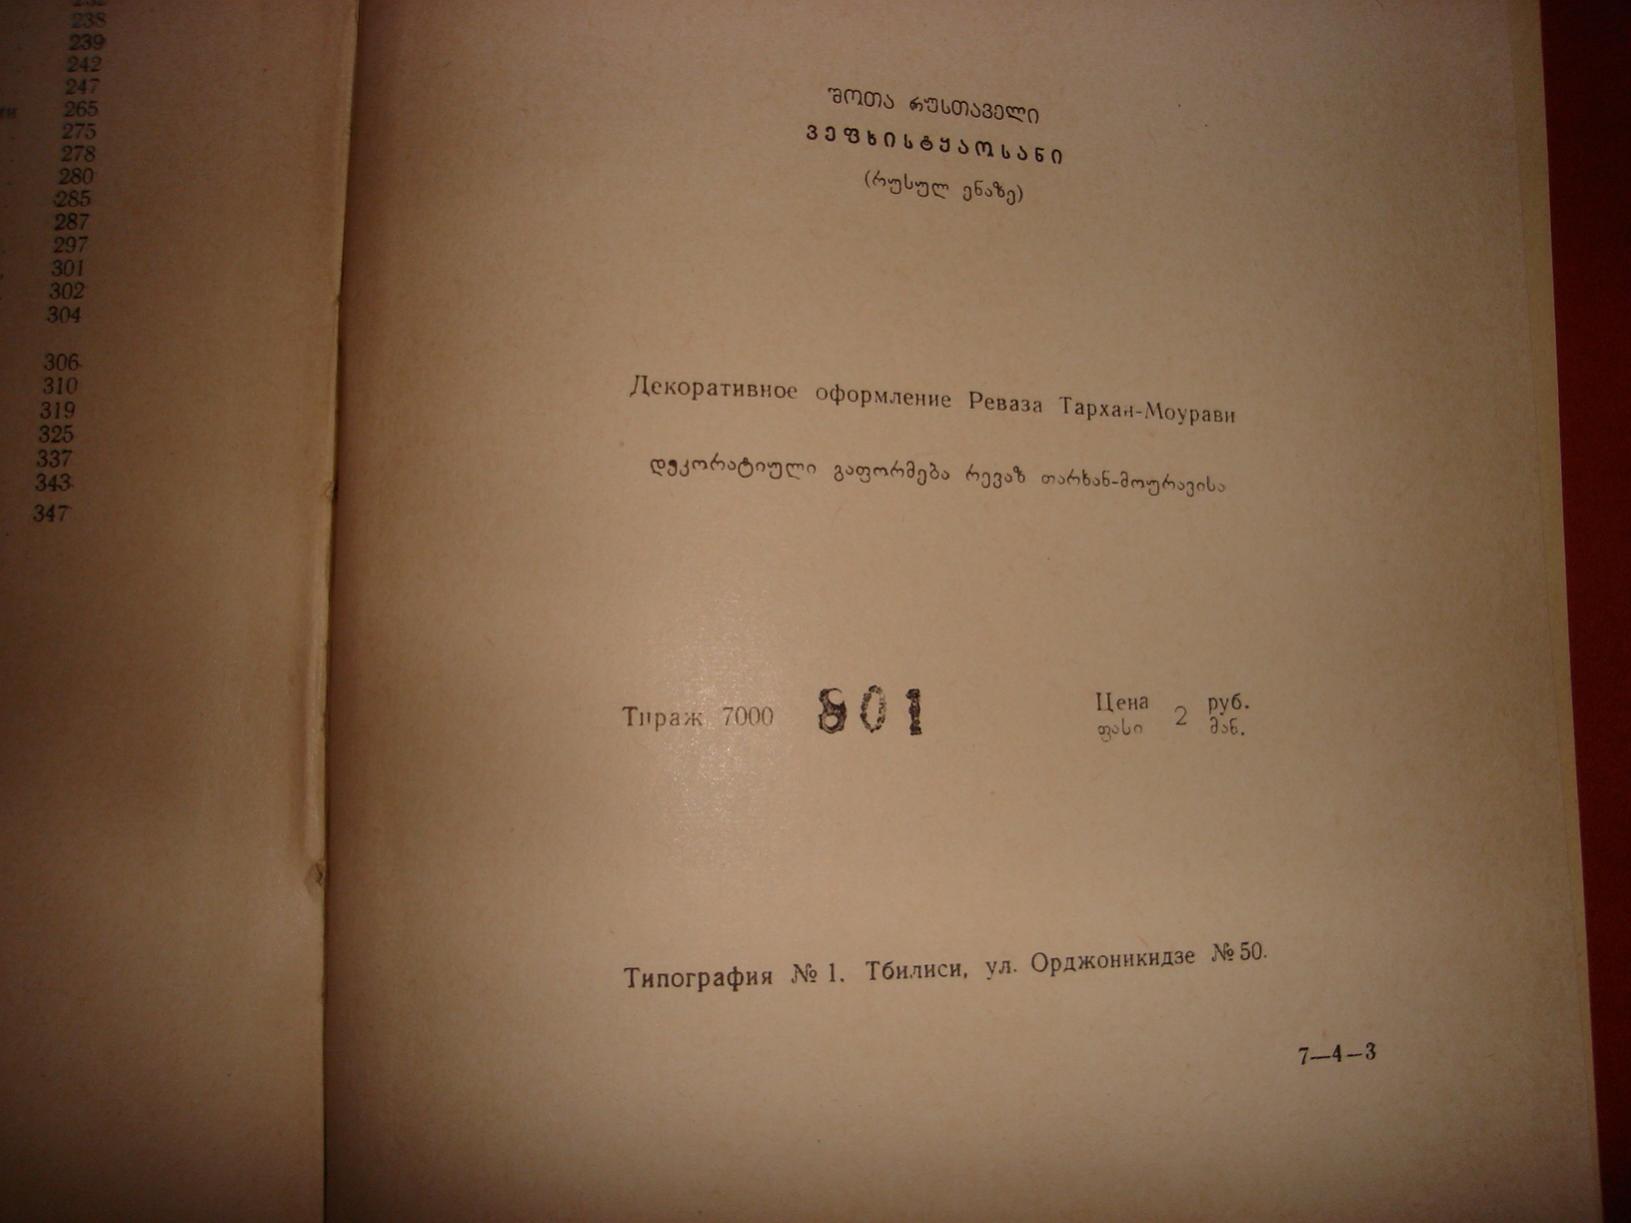 238
239
242
247
265
275
278
280
285
287
297
301
302
304
306
310
319
325
337
343
347
შოთა რუსთაველი
ვეფხისტყაოსანი
(რუსულ ენაზე)
Декоративное оформление Реваза Тархан-Моурави
დეკორატიული გაფორმება რევაზ თარხან-მოურავისა
Тираж 7000 801 Цена 2 руб.
ფასი მან.
Типография № 1. Тбилиси, ул. Орджоникидзе № 50.
7—4—3